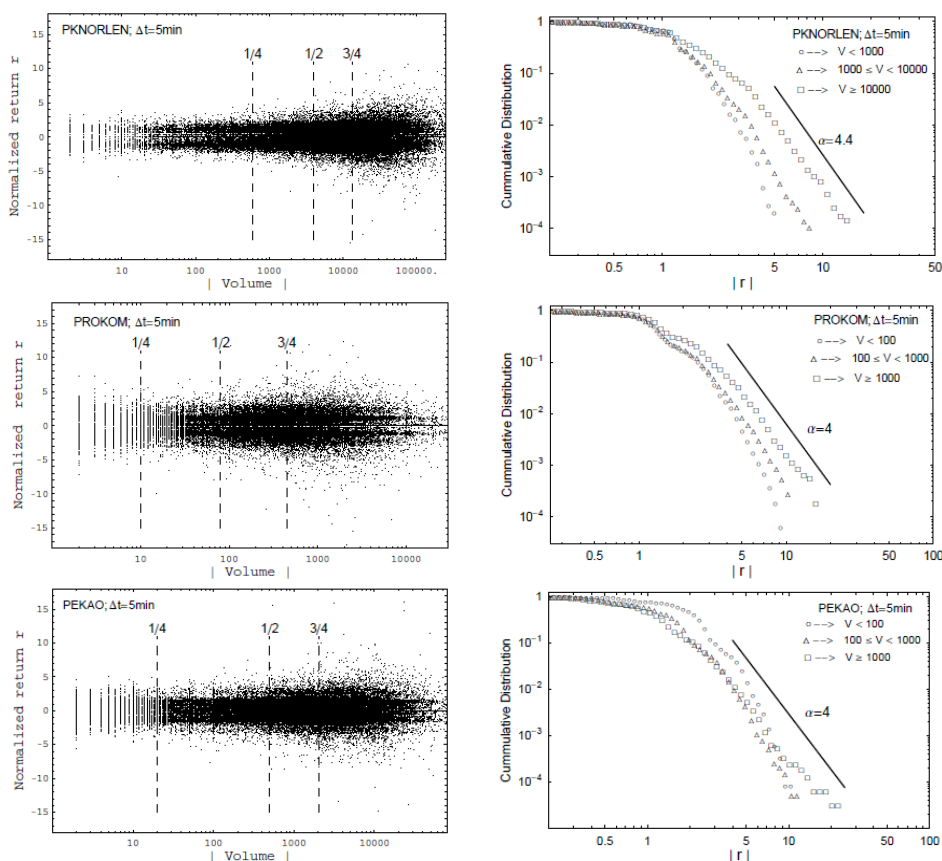 PKNORLEN; Δt=5min
1/4 1/2 3/4
Normalized return r
10
5
0
-5
-10
-15
10 100 1000 10000 100000.
| Volume |
PKNORLEN; Δt=5min
○ --> V < 1000
△ --> 1000 ≤ V < 10000
□ --> V ≥ 10000
α=4.4
Cummulative Distribution
1
10⁻¹
10⁻²
10⁻³
10⁻⁴
0.5 1 5 10 50
| r |
PROKOM; Δt=5min
1/4 1/2 3/4
Normalized return r
15
10
5
0
-5
-10
-15
10 100 1000 10000
| Volume |
PROKOM; Δt=5min
○ --> V < 100
△ --> 100 ≤ V < 1000
□ --> V ≥ 1000
α=4
Cummulative Distribution
1
10⁻¹
10⁻²
10⁻³
10⁻⁴
0.5 1 5 10 50 100
| r |
PEKAO; Δt=5min
1/4 1/2 3/4
Normalized return r
15
10
5
0
-5
-10
-15
10 100 1000 10000
| Volume |
PEKAO; Δt=5min
○ --> V < 100
△ --> 100 ≤ V < 1000
□ --> V ≥ 1000
α=4
Cummulative Distribution
1
10⁻¹
10⁻²
10⁻³
10⁻⁴
0.5 1 5 10 50 100
| r |